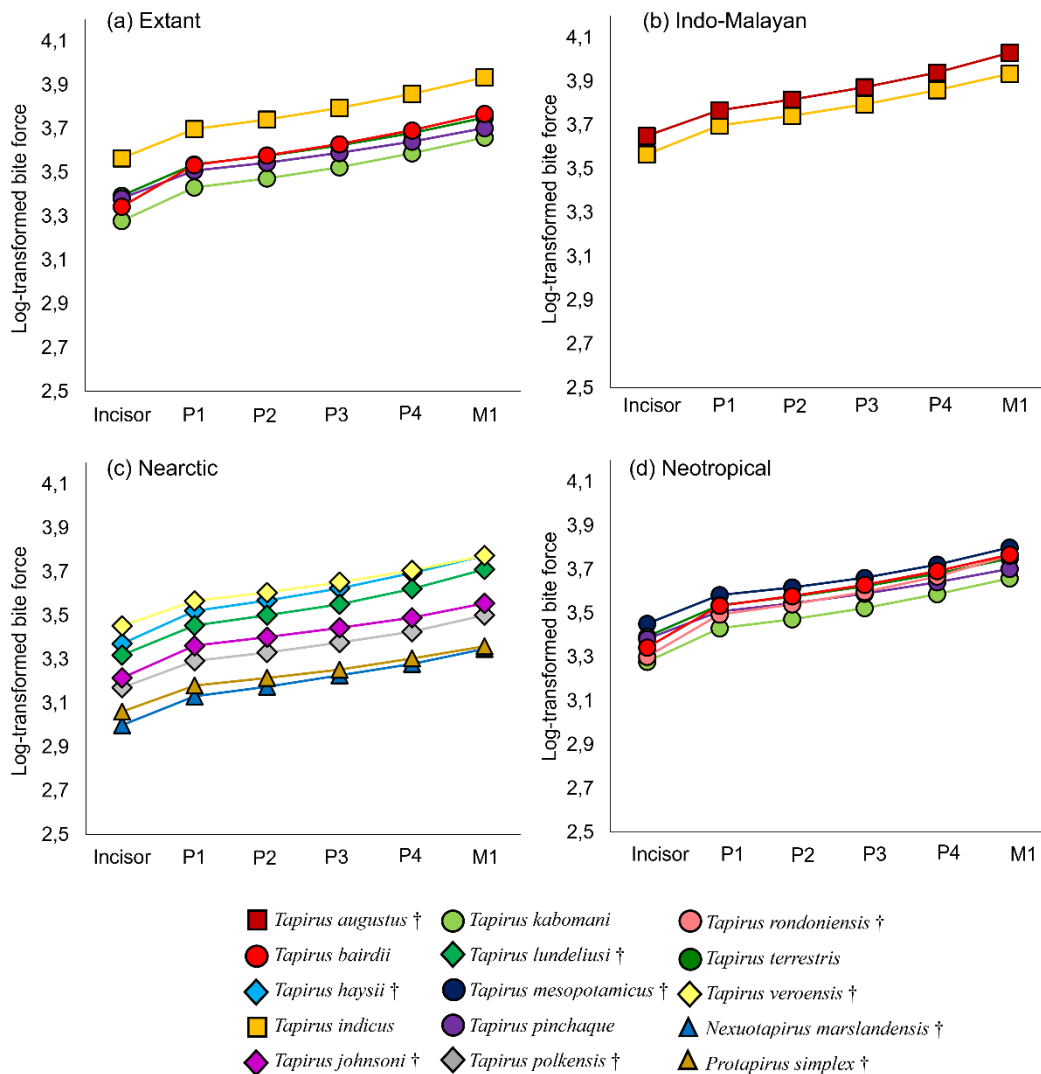 (a) Extant
Log-transformed bite force
4,1
3,9
3,7
3,5
3,3
3,1
2,9
2,7
2,5
Incisor P1 P2 P3 P4 M1
(b) Indo-Malayan
Log-transformed bite force
4,1
3,9
3,7
3,5
3,3
3,1
2,9
2,7
2,5
Incisor P1 P2 P3 P4 M1
(c) Nearctic
Log-transformed bite force
4,1
3,9
3,7
3,5
3,3
3,1
2,9
2,7
2,5
Incisor P1 P2 P3 P4 M1
(d) Neotropical
Log-transformed bite force
4,1
3,9
3,7
3,5
3,3
3,1
2,9
2,7
2,5
Incisor P1 P2 P3 P4 M1
Tapirus augustus †
Tapirus bairdii
Tapirus haysii †
Tapirus indicus
Tapirus johnsoni †
Tapirus kabomani
Tapirus lundeliusi †
Tapirus mesopotamicus †
Tapirus pinchaque
Tapirus polkensis †
Tapirus rondoniensis †
Tapirus terrestris
Tapirus veroensis †
Nexuotapirus marslandensis †
Protapirus simplex †